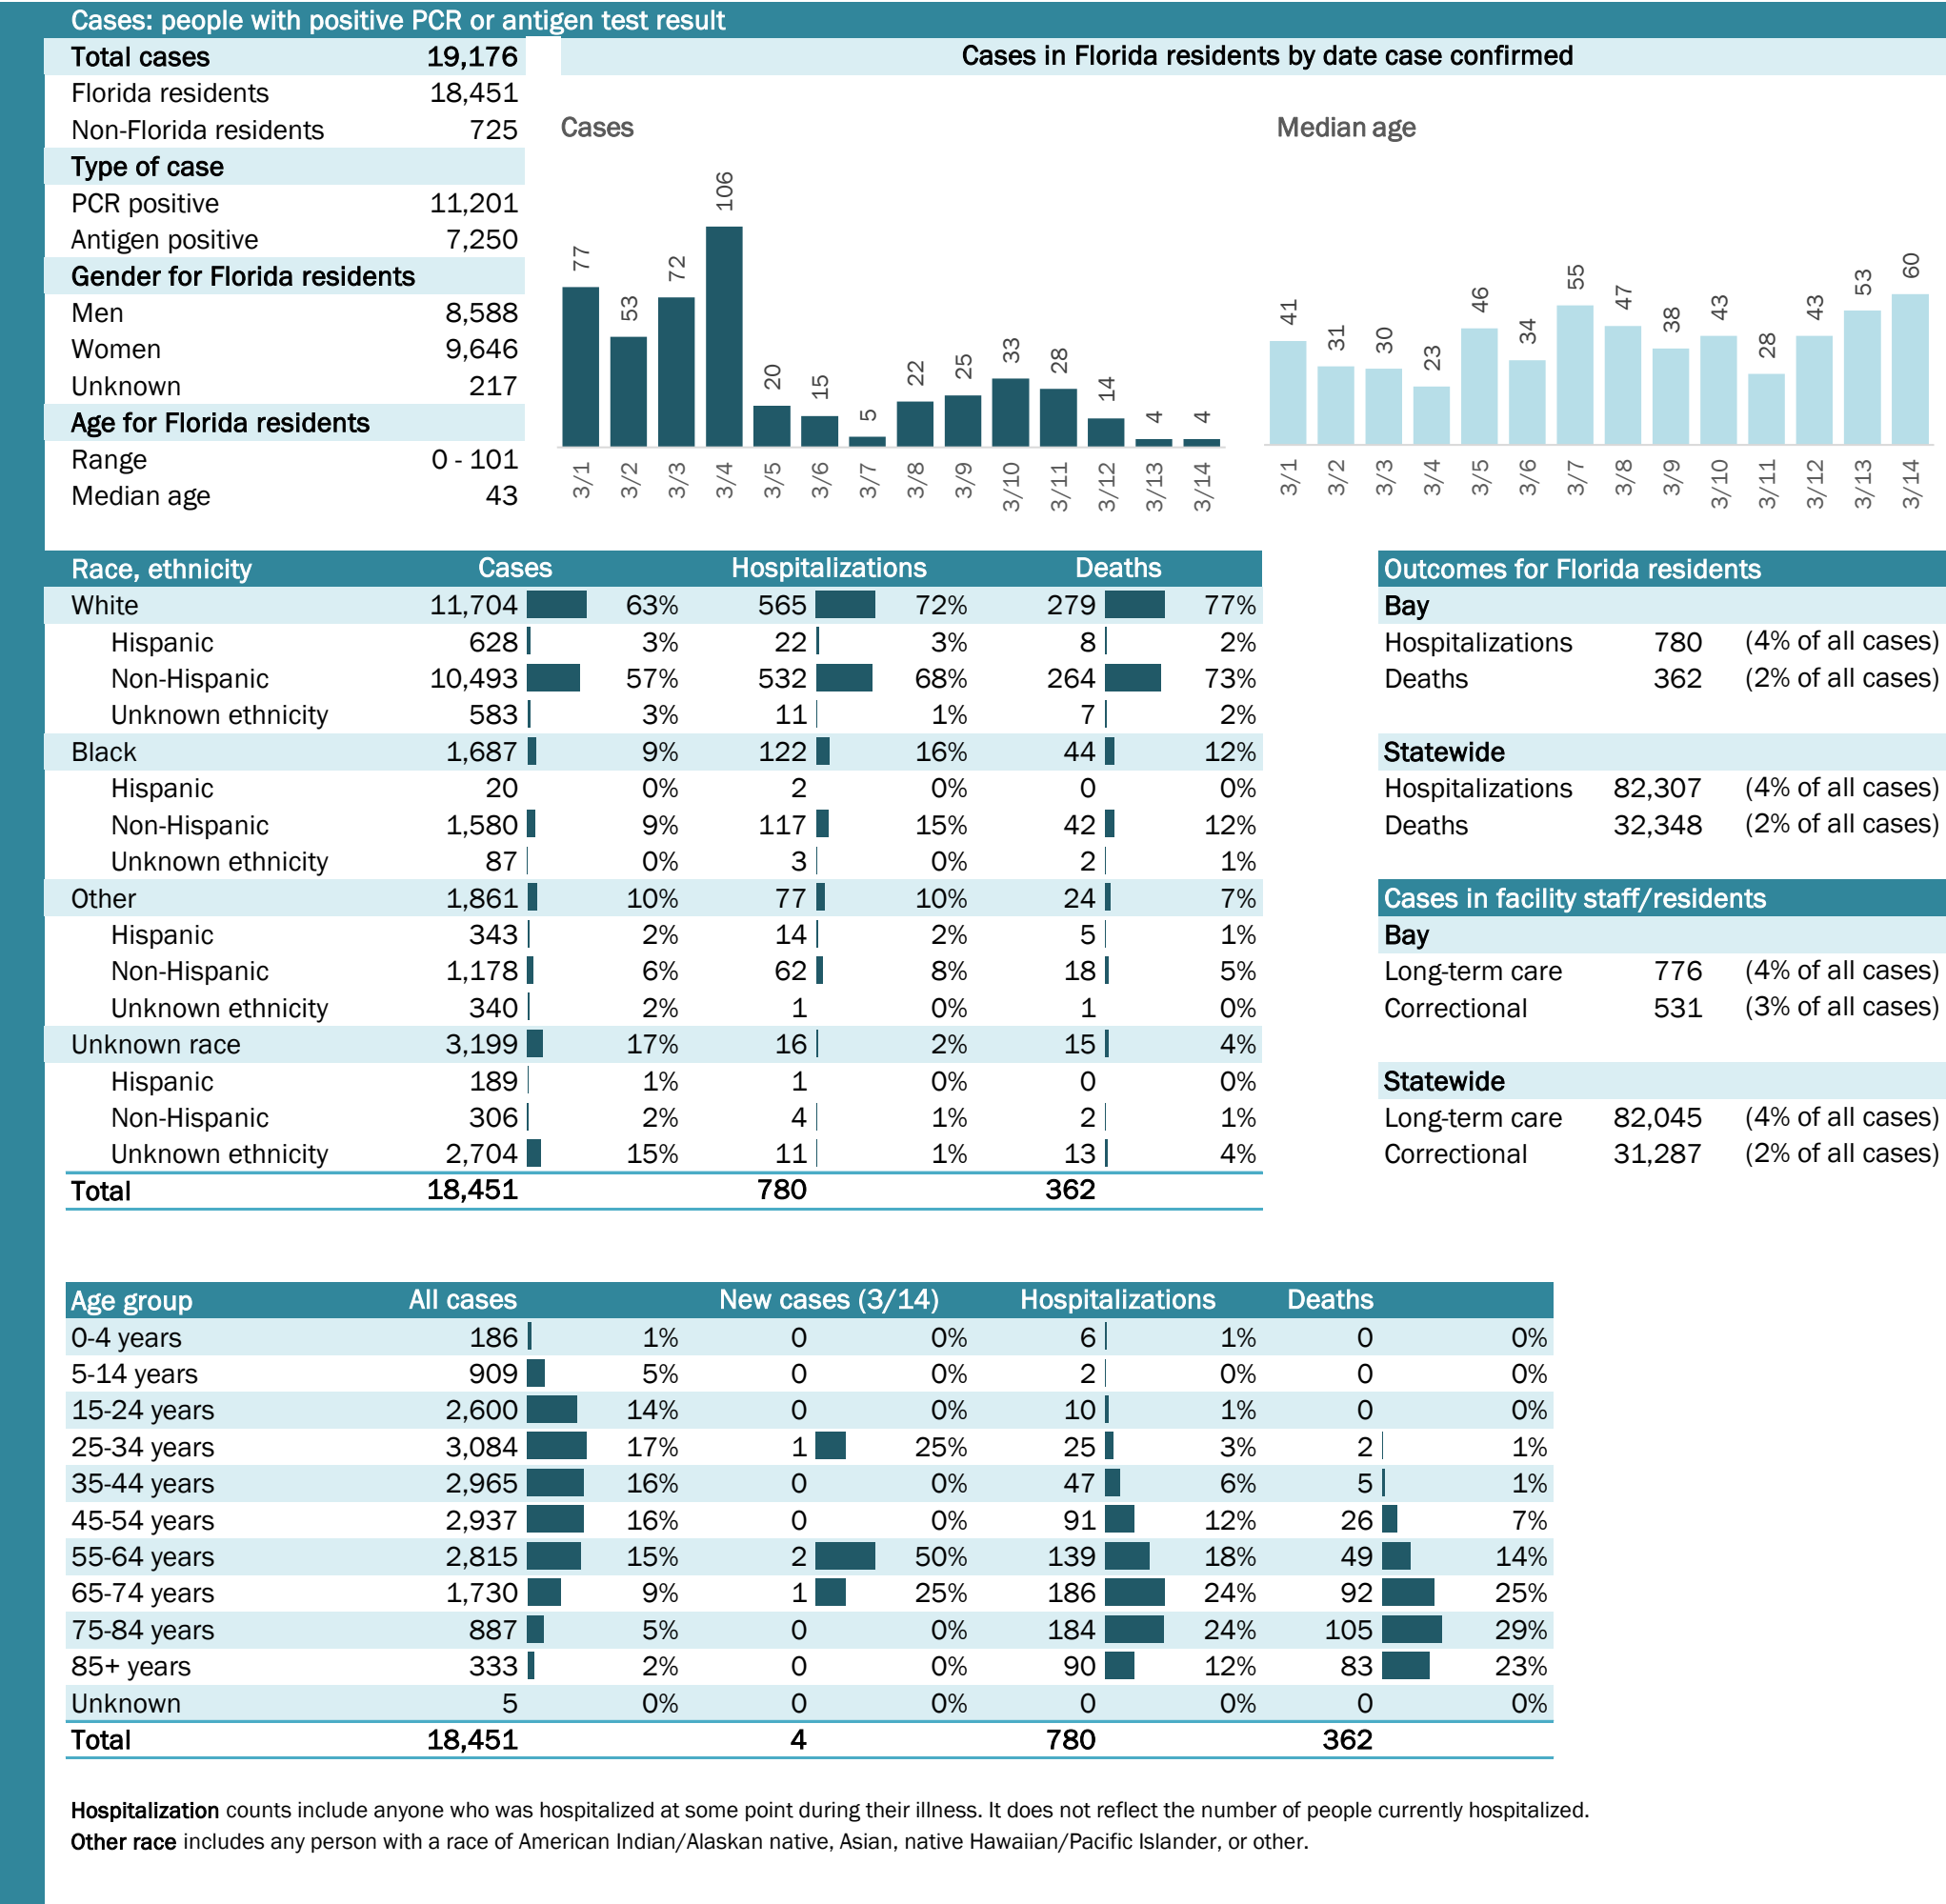 Cases: people with positive PCR or antigen test result
Total cases 19,176
Florida residents 18,451
Non-Florida residents 725
Type of case
PCR positive 11,201
Antigen positive 7,250
Gender for Florida residents
Men 8,588
Women 9,646
Unknown 217
Age for Florida residents
Range 0 - 101
Median age 43
Cases in Florida residents by date case confirmed
Cases
77 53 72 106 20 15 5 22 25 33 28 14 4 4
3/1 3/2 3/3 3/4 3/5 3/6 3/7 3/8 3/9 3/10 3/11 3/12 3/13 3/14
Median age
41 31 30 23 46 34 55 47 38 43 28 43 53 60
3/1 3/2 3/3 3/4 3/5 3/6 3/7 3/8 3/9 3/10 3/11 3/12 3/13 3/14
Race, ethnicity Cases Hospitalizations Deaths
White 11,704 63% 565 72% 279 77%
Hispanic 628 3% 22 3% 8 2%
Non-Hispanic 10,493 57% 532 68% 264 73%
Unknown ethnicity 583 3% 11 1% 7 2%
Black 1,687 9% 122 16% 44 12%
Hispanic 20 0% 2 0% 0 0%
Non-Hispanic 1,580 9% 117 15% 42 12%
Unknown ethnicity 87 0% 3 0% 2 1%
Other 1,861 10% 77 10% 24 7%
Hispanic 343 2% 14 2% 5 1%
Non-Hispanic 1,178 6% 62 8% 18 5%
Unknown ethnicity 340 2% 1 0% 1 0%
Unknown race 3,199 17% 16 2% 15 4%
Hispanic 189 1% 1 0% 0 0%
Non-Hispanic 306 2% 4 1% 2 1%
Unknown ethnicity 2,704 15% 11 1% 13 4%
Total 18,451 780 362
Outcomes for Florida residents
Bay
Hospitalizations 780 (4% of all cases)
Deaths 362 (2% of all cases)
Statewide
Hospitalizations 82,307 (4% of all cases)
Deaths 32,348 (2% of all cases)
Cases in facility staff/residents
Bay
Long-term care 776 (4% of all cases)
Correctional 531 (3% of all cases)
Statewide
Long-term care 82,045 (4% of all cases)
Correctional 31,287 (2% of all cases)
Age group All cases New cases (3/14) Hospitalizations Deaths
0-4 years 186 1% 0 0% 6 1% 0 0%
5-14 years 909 5% 0 0% 2 0% 0 0%
15-24 years 2,600 14% 0 0% 10 1% 0 0%
25-34 years 3,084 17% 1 25% 25 3% 2 1%
35-44 years 2,965 16% 0 0% 47 6% 5 1%
45-54 years 2,937 16% 0 0% 91 12% 26 7%
55-64 years 2,815 15% 2 50% 139 18% 49 14%
65-74 years 1,730 9% 1 25% 186 24% 92 25%
75-84 years 887 5% 0 0% 184 24% 105 29%
85+ years 333 2% 0 0% 90 12% 83 23%
Unknown 5 0% 0 0% 0 0% 0 0%
Total 18,451 4 780 362
Hospitalization counts include anyone who was hospitalized at some point during their illness. It does not reflect the number of people currently hospitalized.
Other race includes any person with a race of American Indian/Alaskan native, Asian, native Hawaiian/Pacific Islander, or other.